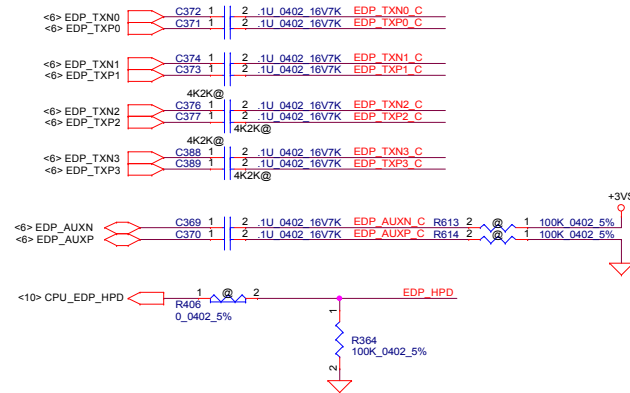 <6> EDP_TXN0 C372 1 2 .1U_0402_16V7K EDP_TXN0_C
<6> EDP_TXP0 C371 1 2 .1U_0402_16V7K EDP_TXP0_C
<6> EDP_TXN1 C374 1 2 .1U_0402_16V7K EDP_TXN1_C
<6> EDP_TXP1 C373 1 2 .1U_0402_16V7K EDP_TXP1_C
4K2K@
<6> EDP_TXN2 C376 1 2 .1U_0402_16V7K EDP_TXN2_C
<6> EDP_TXP2 C377 1 2 .1U_0402_16V7K EDP_TXP2_C
4K2K@
4K2K@
<6> EDP_TXN3 C388 1 2 .1U_0402_16V7K EDP_TXN3_C
<6> EDP_TXP3 C389 1 2 .1U_0402_16V7K EDP_TXP3_C
4K2K@
+3VS
<6> EDP_AUXN C369 1 2 .1U_0402_16V7K EDP_AUXN_C R613 2 @ 1 100K_0402_5%
<6> EDP_AUXP C370 1 2 .1U_0402_16V7K EDP_AUXP_C R614 2 @ 1 100K_0402_5%
<10> CPU_EDP_HPD 1 @ 2 EDP_HPD
R406
0_0402_5%
1
R364
100K_0402_5%
2